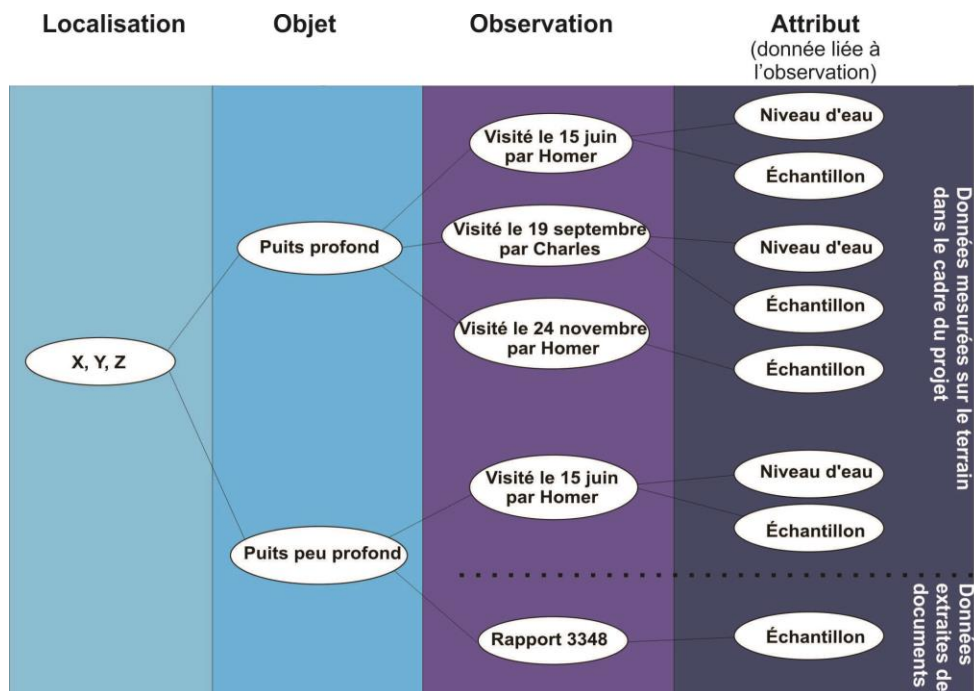 Localisation
Objet
Observation
Attribut
(donnée liée à
l'observation)
Visité le 15 juin
par Homer
Niveau d'eau
Échantillon
Puits profond
Visité le 19 septembre
par Charles
Niveau d'eau
Échantillon
Visité le 24 novembre
par Homer
Échantillon
X, Y, Z
Visité le 15 juin
par Homer
Niveau d'eau
Échantillon
Puits peu profond
Rapport 3348
Échantillon
Données mesurées sur le terrain
dans le cadre du projet
Données
extraites de
documents